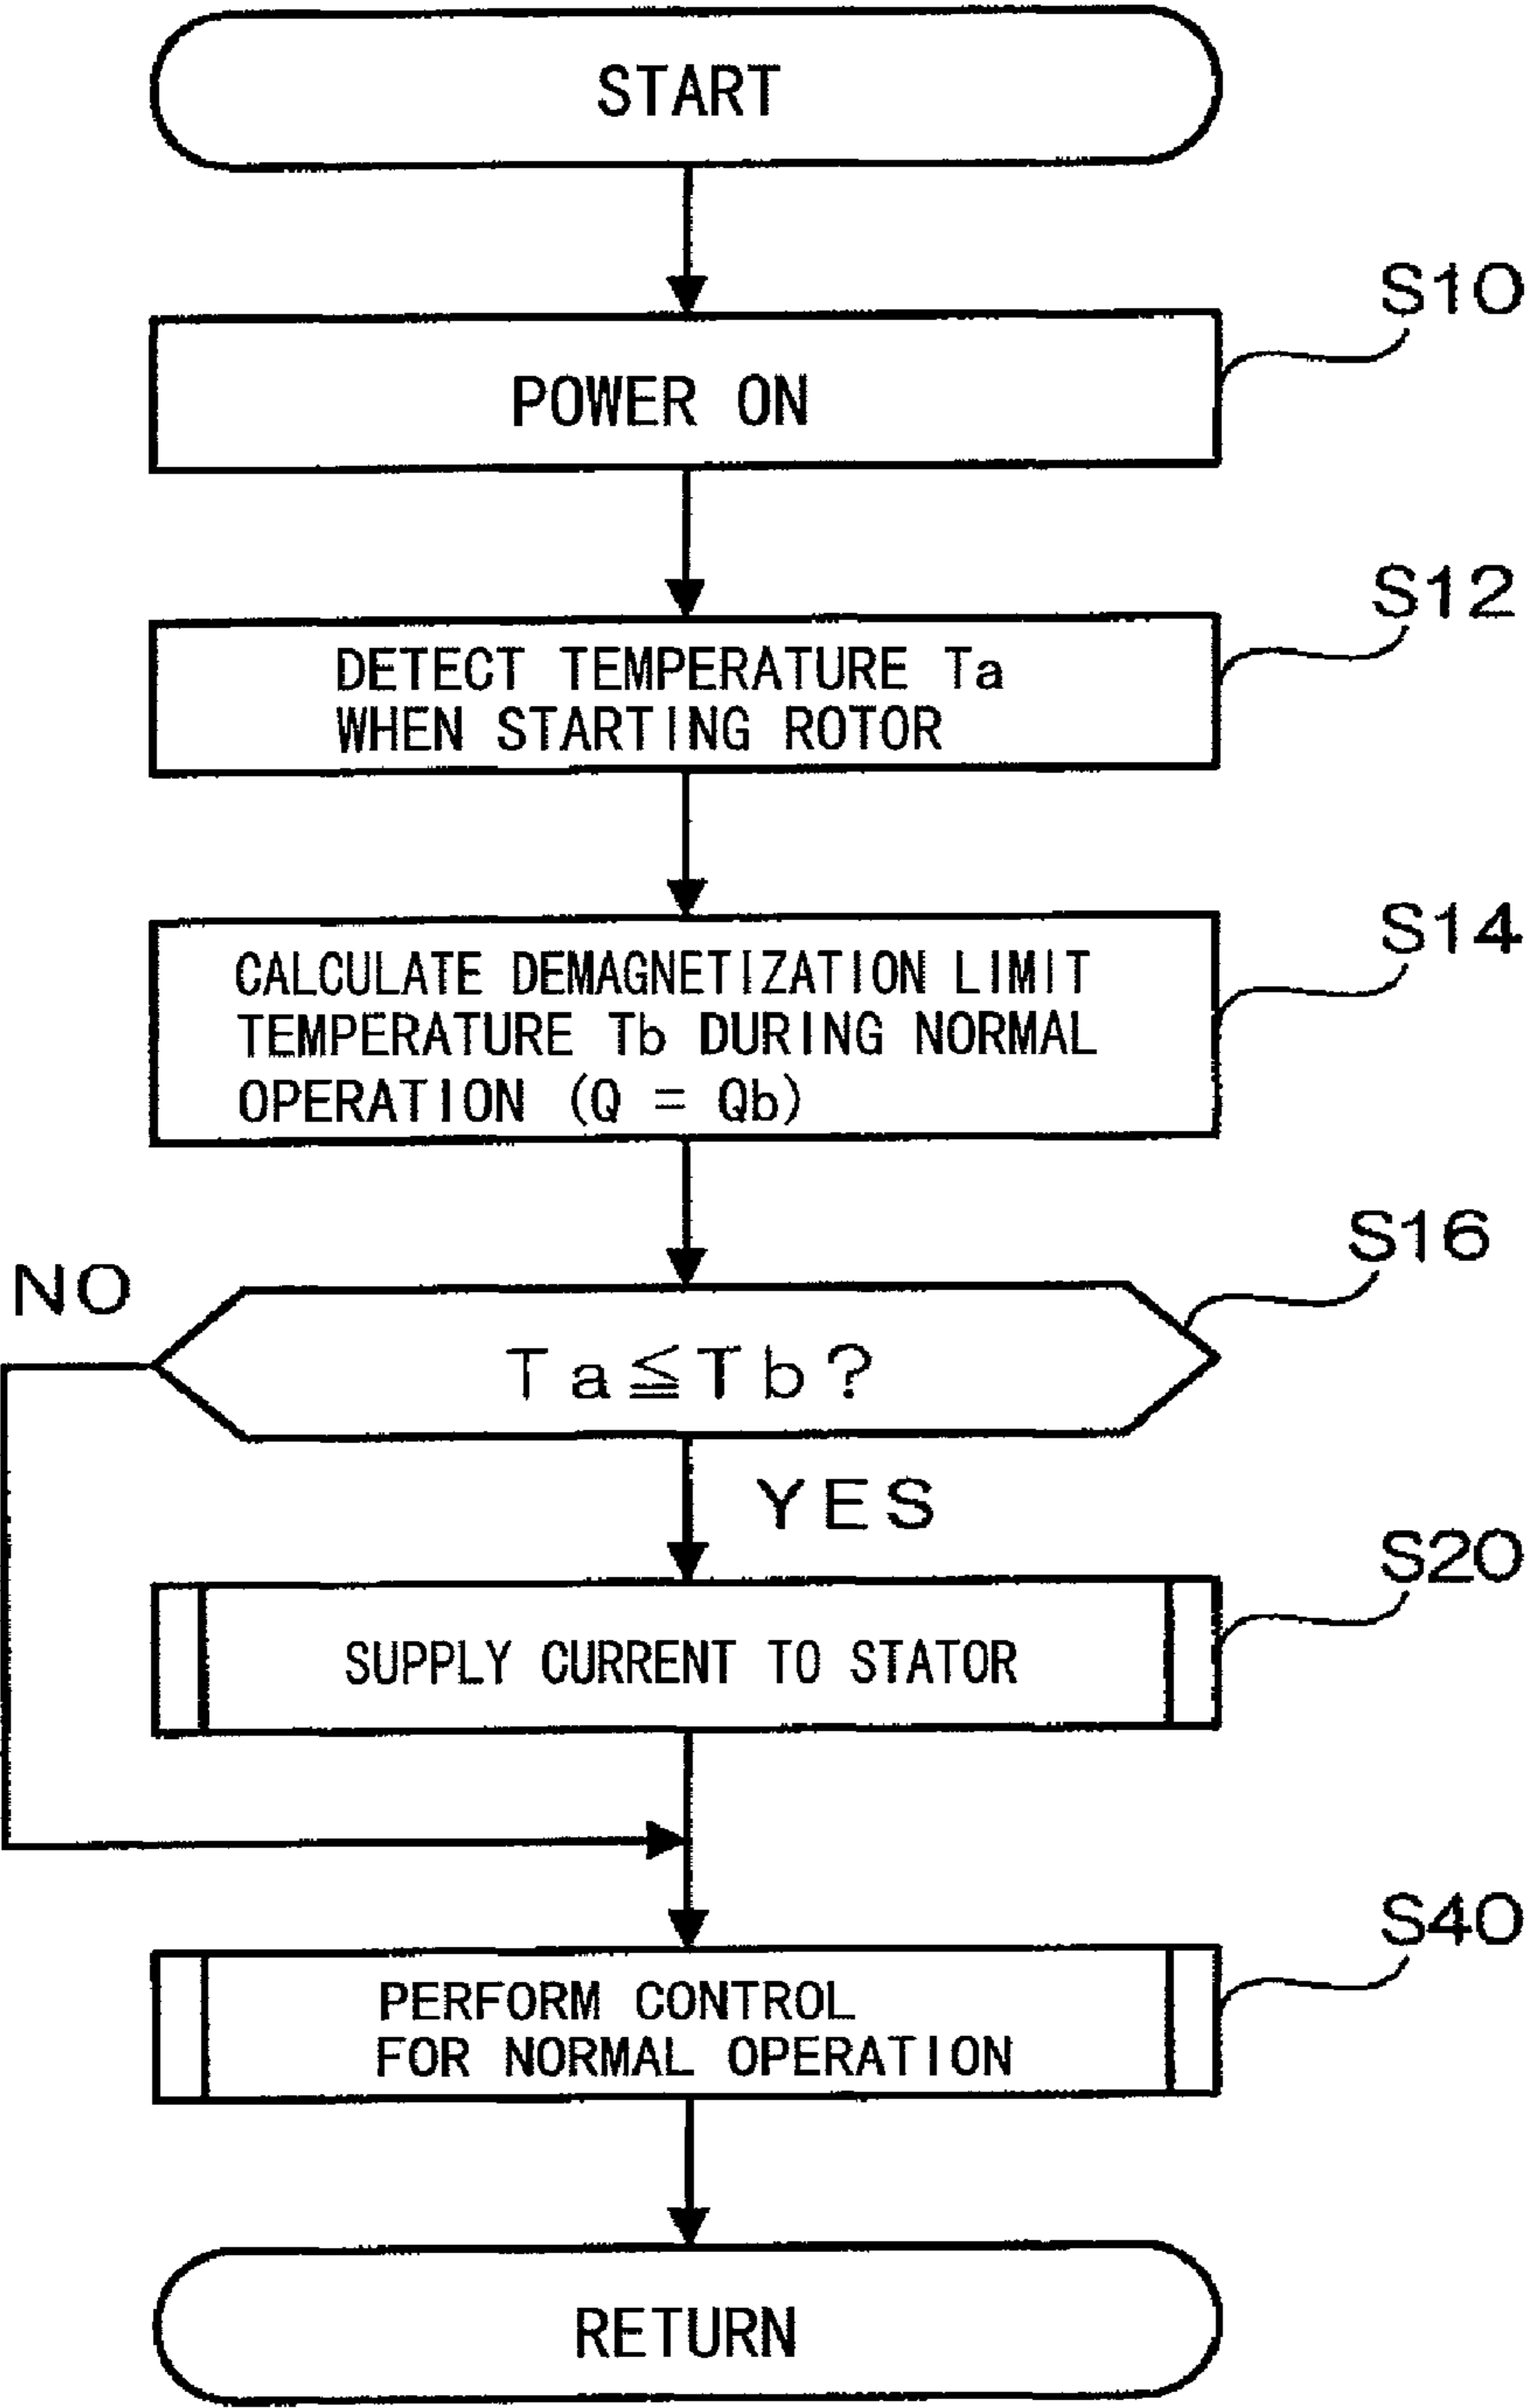 START
S10
POWER ON
S12
DETECT TEMPERATURE Ta
WHEN STARTING ROTOR
S14
CALCULATE DEMAGNETIZATION LIMIT
TEMPERATURE Tb DURING NORMAL
OPERATION (Q = Qb)
S16
NO
Ta≦Tb?
YES
S20
SUPPLY CURRENT TO STATOR
S40
PERFORM CONTROL
FOR NORMAL OPERATION
RETURN